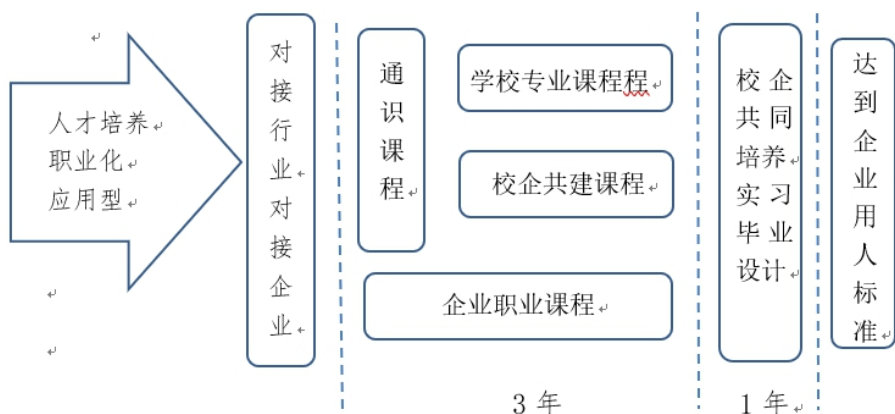 人才培养
职业化
应用型
对
接
行
业
对
接
企
业
通
识
课
程
学校专业课程程
校企共建课程
企业职业课程
3 年
校 企
共 同
培养
实 习
毕 业
设计
1 年
达
到
企
业
用
人
标
准